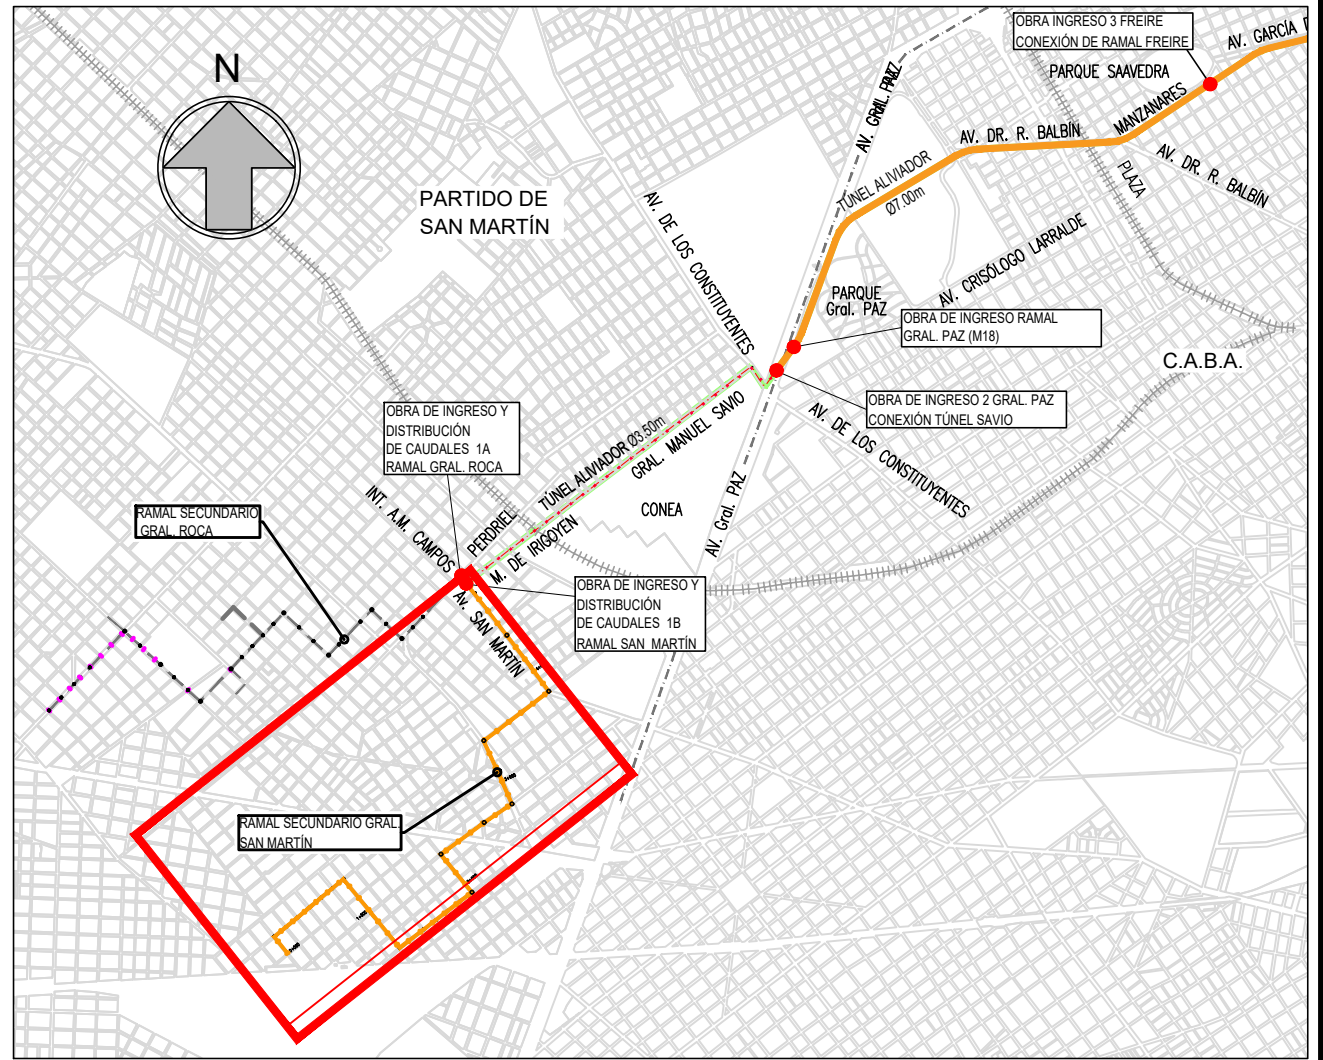 OBRA INGRESO 3 FREIRE
CONEXIÓN DE RAMAL FREIRE
AV. GARCÍA D
PARQUE SAAVEDRA
N
AV. GRAL. PAZ
MANZANARES
AV. DR. R. BALBÍN
AV. DR. R. BALBÍN
PLAZA
TÚNEL ALIVIADOR
Ø7.00m
PARTIDO DE
SAN MARTÍN
AV. DE LOS CONSTITUYENTES
AV. CRISÓLOGO LARRALDE
PARQUE
Gral. PAZ
OBRA DE INGRESO RAMAL
GRAL. PAZ (M18)
C.A.B.A.
OBRA DE INGRESO 2 GRAL. PAZ
CONEXIÓN TÚNEL SAVIO
AV. DE LOS CONSTITUYENTES
OBRA DE INGRESO Y
DISTRIBUCIÓN
DE CAUDALES 1A
RAMAL GRAL. ROCA
TÚNEL ALIVIADOR Ø3.50m
GRAL. MANUEL SAVIO
CONEA
AV. Gral. PAZ
INT. A.M. CAMPOS
PERDRIEL
M. DE IRIGOYEN
RAMAL SECUNDARIO
GRAL. ROCA
OBRA DE INGRESO Y
DISTRIBUCIÓN
DE CAUDALES 1B
RAMAL SAN MARTÍN
Av. SAN MARTÍN
RAMAL SECUNDARIO GRAL.
SAN MARTÍN